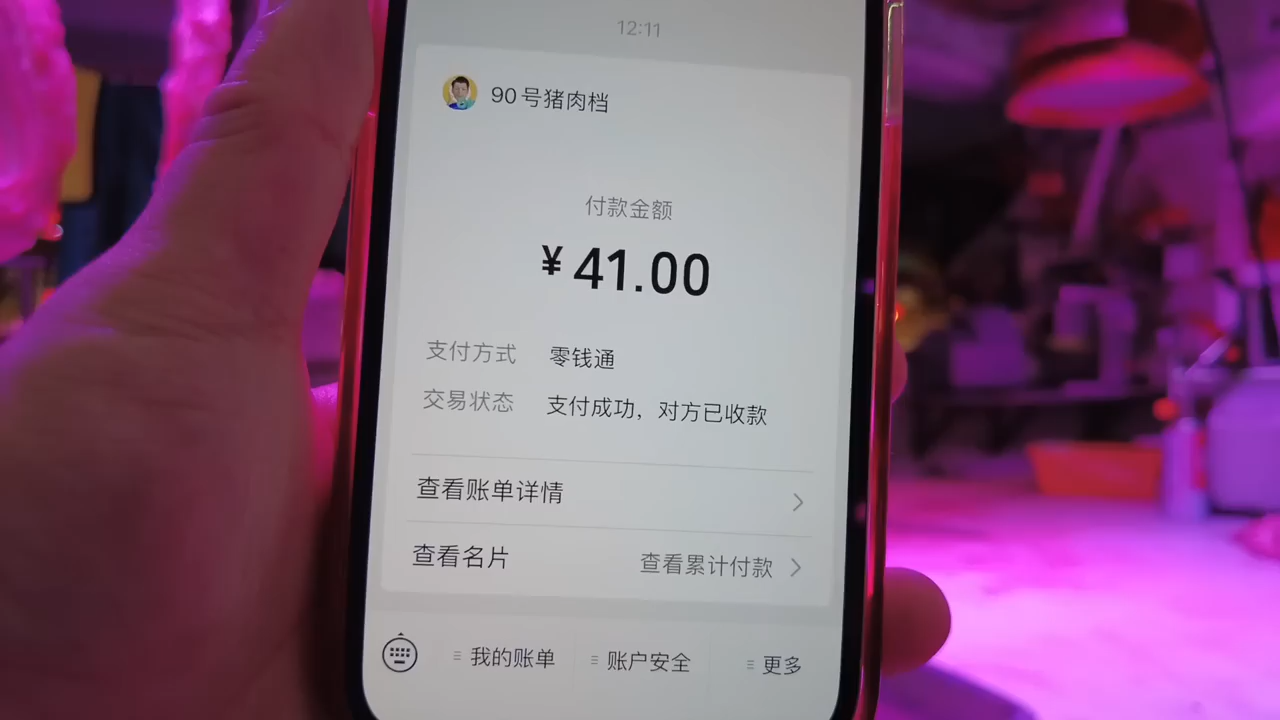 12:11
90号猪肉档
付款金额
¥41.00
支付方式 零钱通
交易状态 支付成功，对方已收款
查看账单详情
查看名片 查看累计付款
我的账单 账户安全 更多